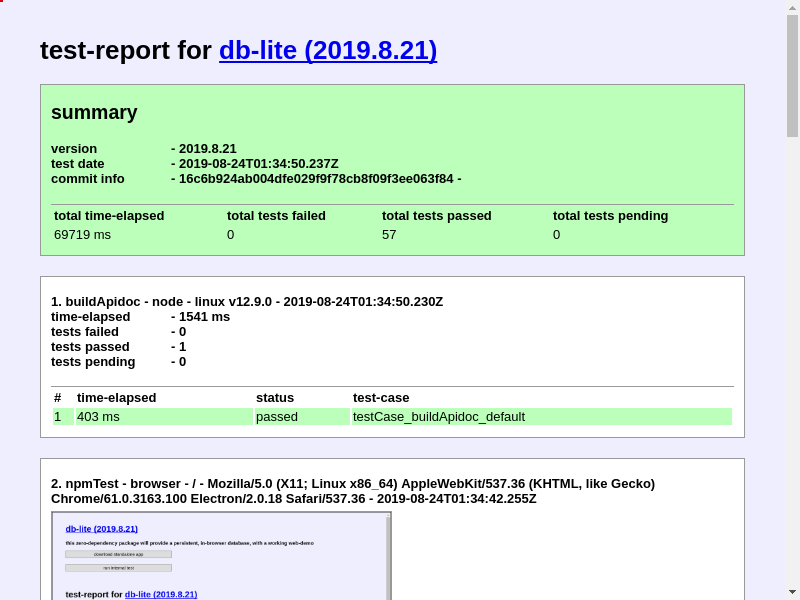 test-report for db-lite (2019.8.21)
summary
version - 2019.8.21
test date - 2019-08-24T01:34:50.237Z
commit info - 16c6b924ab004dfe029f9f78cb8f09f3ee063f84 -
total time-elapsed total tests failed total tests passed total tests pending
69719 ms 0 57 0
1. buildApidoc - node - linux v12.9.0 - 2019-08-24T01:34:50.230Z
time-elapsed - 1541 ms
tests failed - 0
tests passed - 1
tests pending - 0
# time-elapsed status test-case
1 403 ms passed testCase_buildApidoc_default
2. npmTest - browser - / - Mozilla/5.0 (X11; Linux x86_64) AppleWebKit/537.36 (KHTML, like Gecko)
Chrome/61.0.3163.100 Electron/2.0.18 Safari/537.36 - 2019-08-24T01:34:42.255Z
db-lite (2019.8.21)
this zero-dependency package will provide a persistent, in-browser database, with a working web-demo
download standalone app
run internal test
test-report for db-lite (2019.8.21)